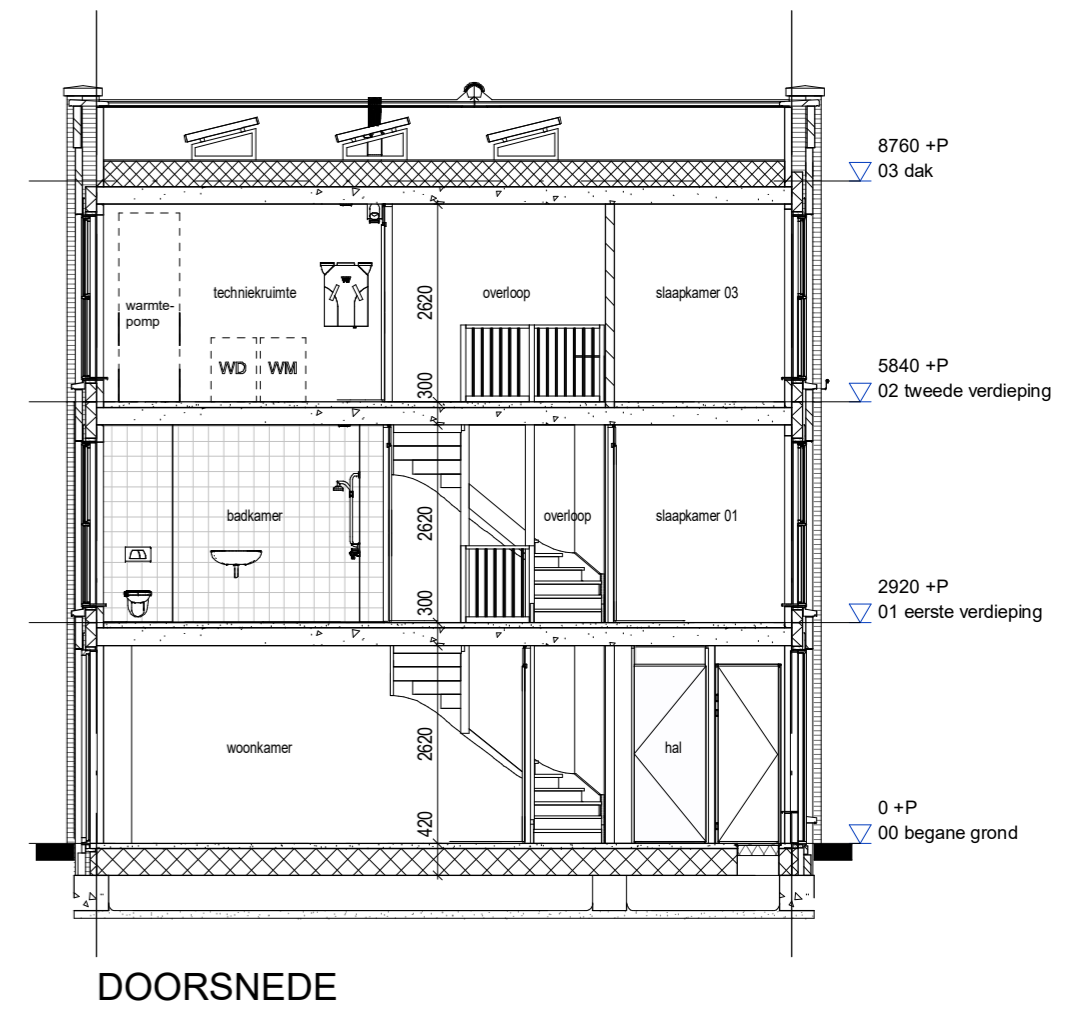 8760 +P
03 dak
techniekruimte
overloop
slaapkamer 03
warmte-
pomp
2620
WD
WM
300
5840 +P
02 tweede verdieping
badkamer
overloop
slaapkamer 01
2620
300
2920 +P
01 eerste verdieping
woonkamer
hal
2620
420
0 +P
00 begane grond
DOORSNEDE